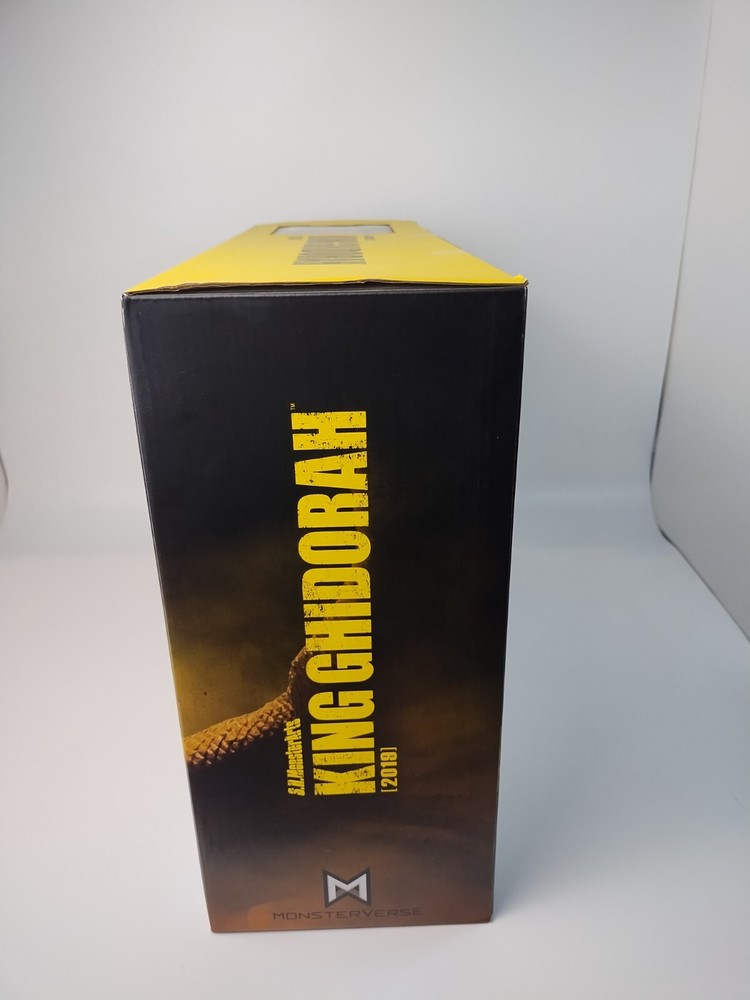 S.H.MonsterArts
KING GHIDORAH™
[2019]
M
MONSTERVERSE